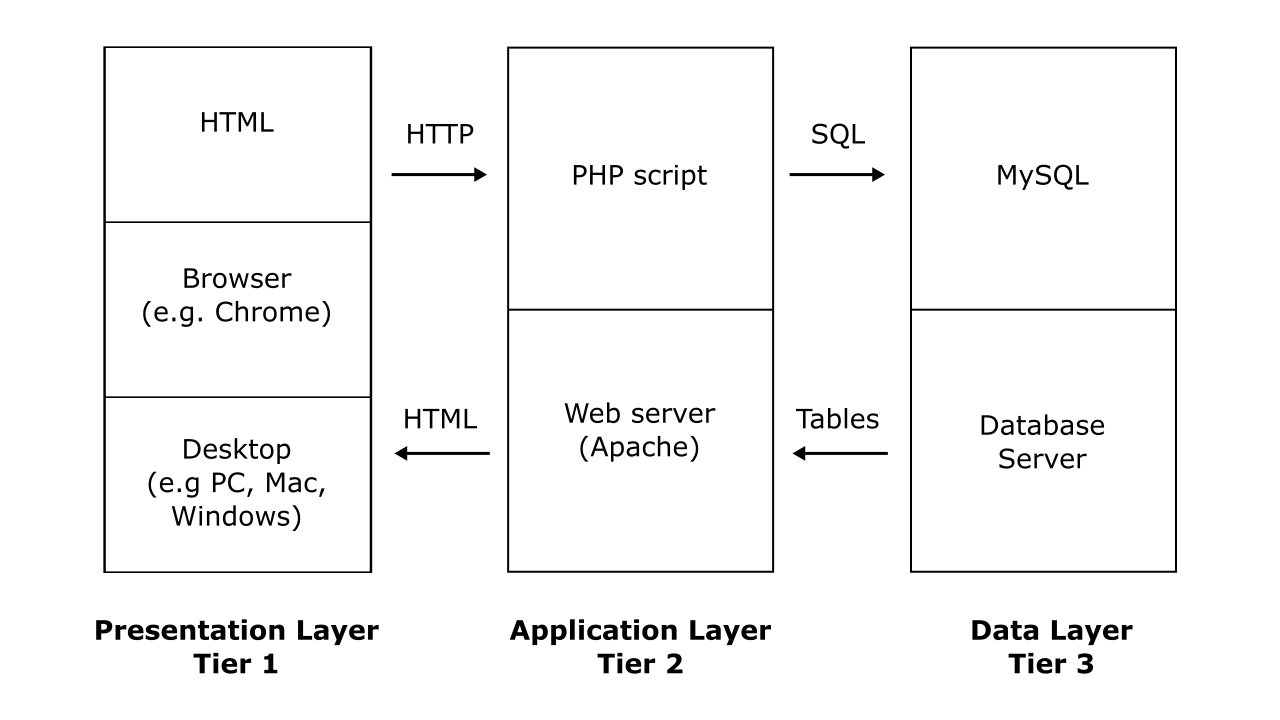 HTML
Browser
(e.g. Chrome)
Desktop
(e.g PC, Mac,
Windows)
Presentation Layer
Tier 1
HTTP
HTML
PHP script
Web server
(Apache)
Application Layer
Tier 2
SQL
Tables
MySQL
Database
Server
Data Layer
Tier 3